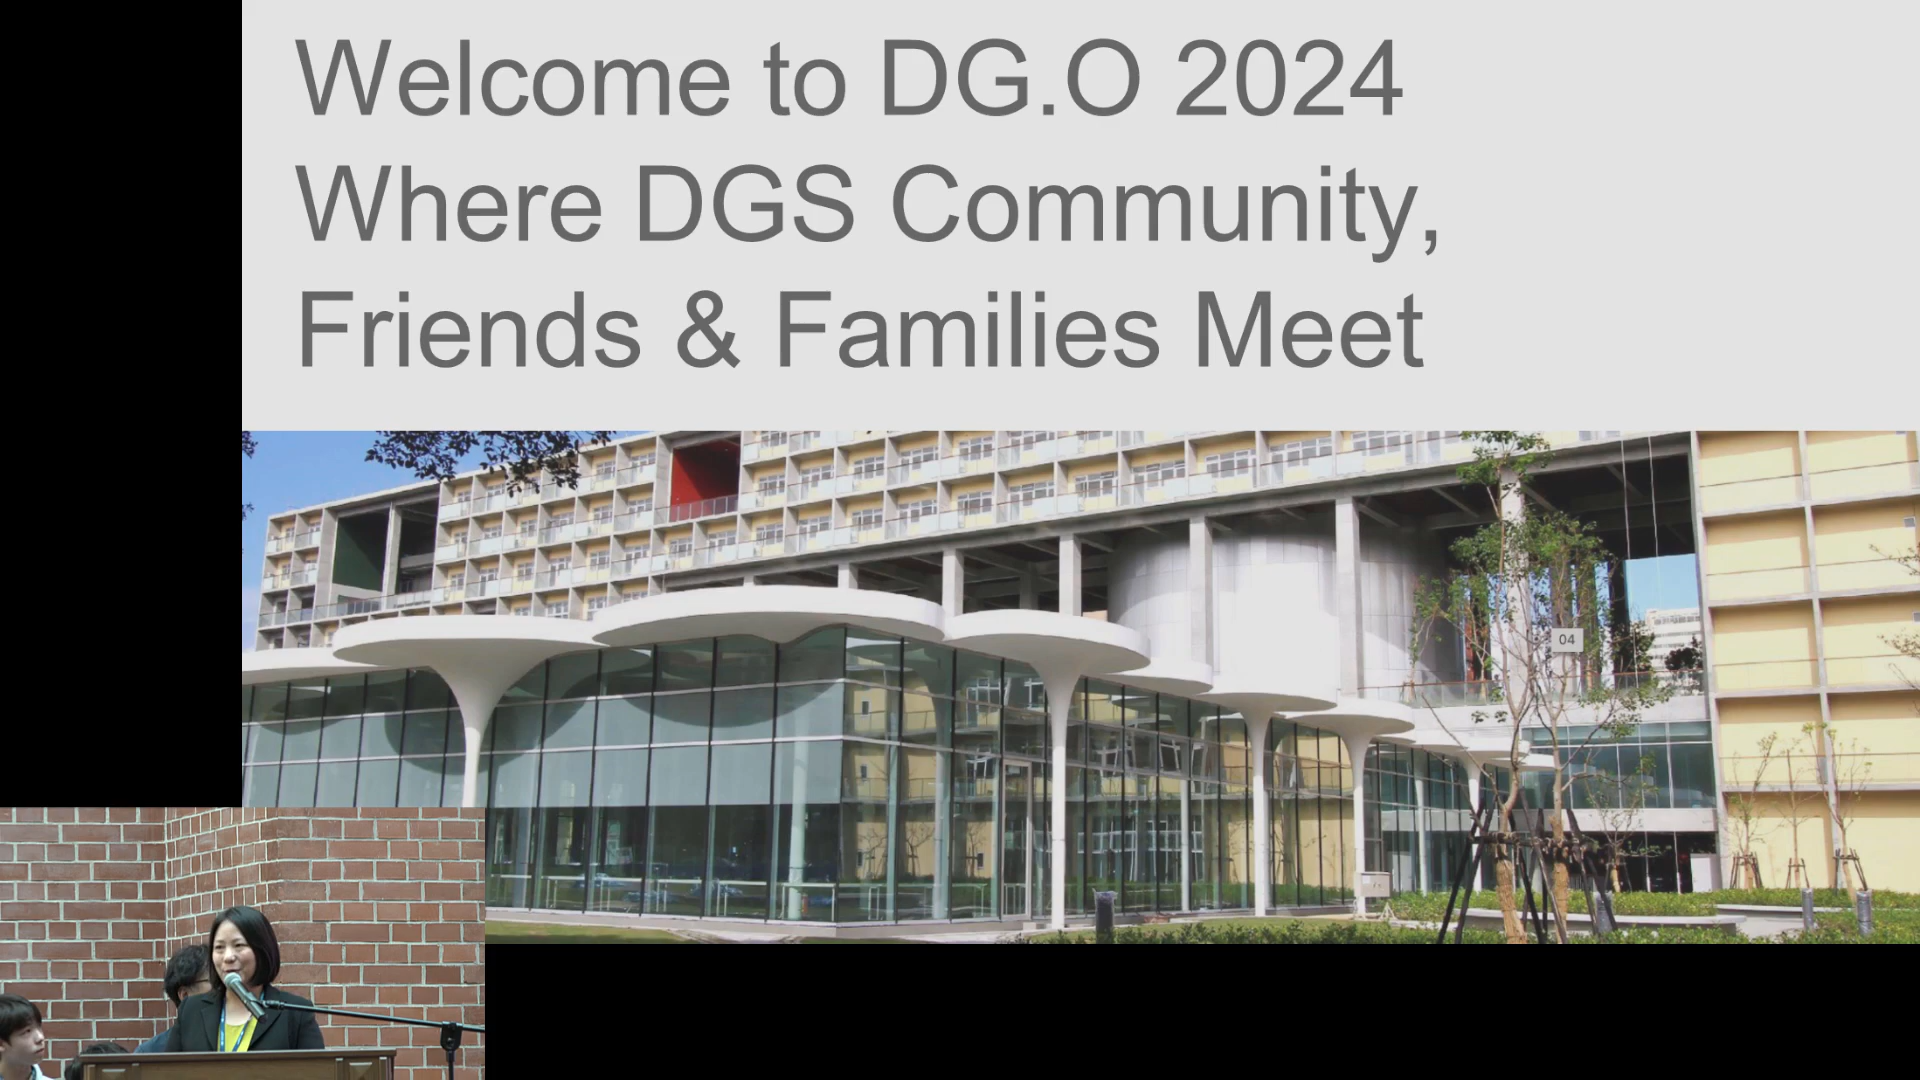 Welcome to DG.O 2024
Where DGS Community,
Friends & Families Meet
04